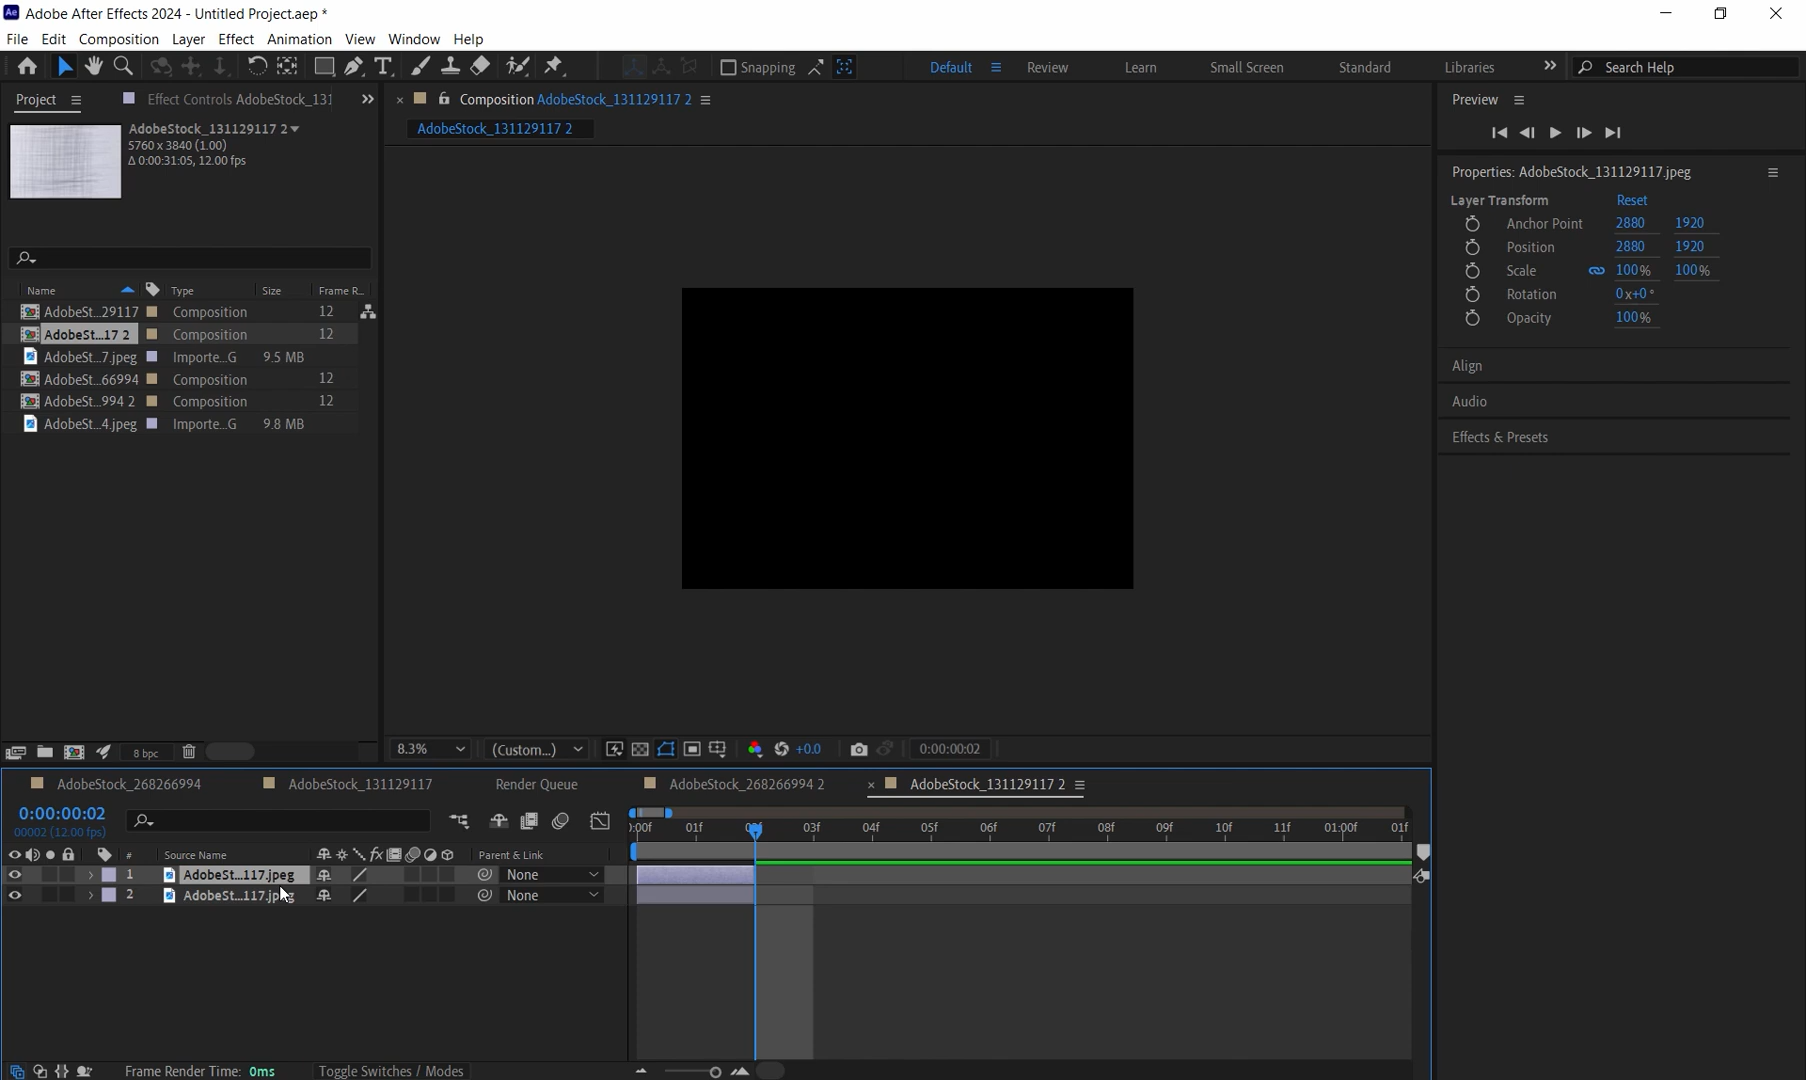 Adobe After Effects 2024 - Untitled Project.aep *
File Edit Composition Layer Effect Animation View Window Help
Snapping Default Review Learn Small Screen Standard Libraries Search Help
Project Effect Controls AdobeStock_131
Composition AdobeStock_131129117 2
AdobeStock_131129117 2
AdobeStock_131129117 2
5760 x 3840 (1.00)
Δ 0:00:31:05, 12.00 fps
Name Type Size Frame R...
AdobeSt...29117 Composition 12
AdobeSt...17 2 Composition 12
AdobeSt...7.jpeg Importe...G 9.5 MB
AdobeSt...66994 Composition 12
AdobeSt...994 2 Composition 12
AdobeSt...4.jpeg Importe...G 9.8 MB
Preview
Properties: AdobeStock_131129117.jpeg
Layer Transform Reset
Anchor Point 2880 1920
Position 2880 1920
Scale 100% 100%
Rotation 0x+0°
Opacity 100%
Align
Audio
Effects & Presets
8 bpc
8.3% (Custom...) +0.0 0:00:00:02
AdobeStock_268266994 AdobeStock_131129117 Render Queue AdobeStock_268266994 2 AdobeStock_131129117 2
0:00:00:02
00002 (12.00 fps)
):00f 01f 02f 03f 04f 05f 06f 07f 08f 09f 10f 11f 01:00f 01f
# Source Name fx Parent & Link
1 AdobeSt...117.jpeg None
2 AdobeSt...117.jpeg None
Frame Render Time: 0ms Toggle Switches / Modes